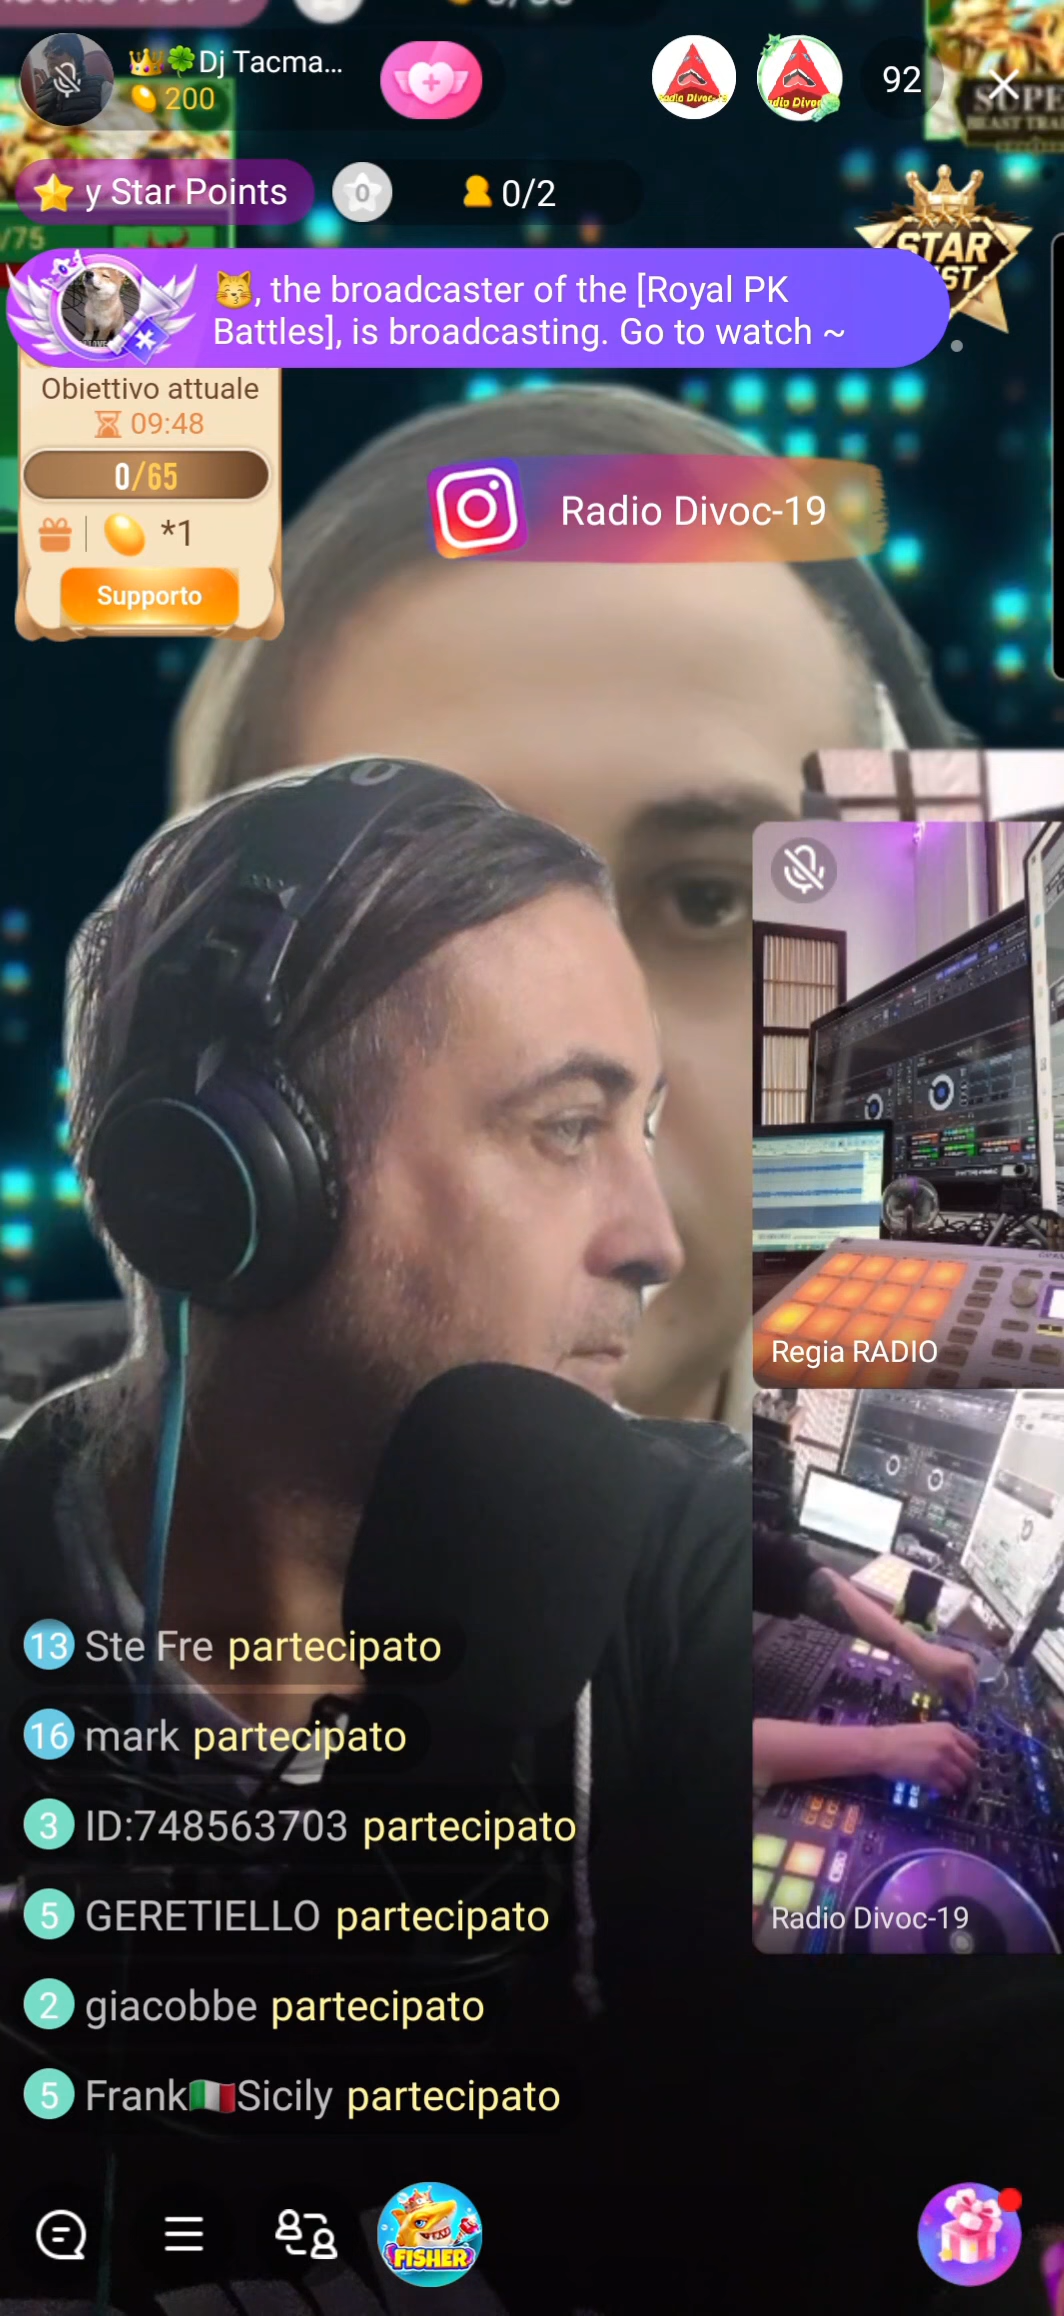 👑🍀Dj Tacma...
200
92
y Star Points
0
0/2
STAR
/75
😽, the broadcaster of the [Royal PK
Battles], is broadcasting. Go to watch ~
Obiettivo attuale
09:48
0/65
*1
Supporto
Radio Divoc-19
Regia RADIO
Radio Divoc-19
13 Ste Fre partecipato
16 mark partecipato
3 ID:748563703 partecipato
5 GERETIELLO partecipato
2 giacobbe partecipato
5 Frank🇮🇹Sicily partecipato
FISHER